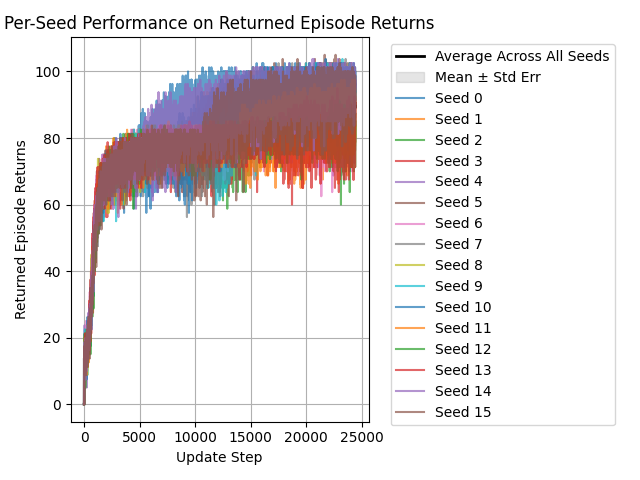 Per-Seed Performance on Returned Episode Returns
Returned Episode Returns
100
80
60
40
20
0
0 5000 10000 15000 20000 25000
Update Step
Average Across All Seeds
Mean ± Std Err
Seed 0
Seed 1
Seed 2
Seed 3
Seed 4
Seed 5
Seed 6
Seed 7
Seed 8
Seed 9
Seed 10
Seed 11
Seed 12
Seed 13
Seed 14
Seed 15